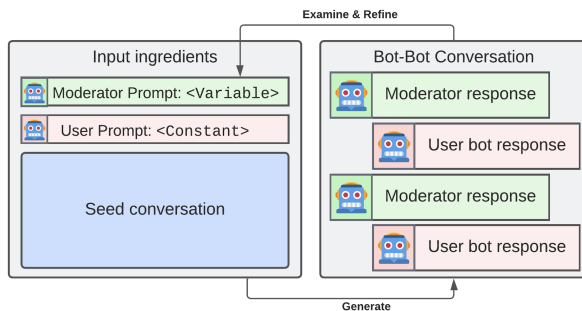 Examine & Refine
Input ingredients
Moderator Prompt: <Variable>
User Prompt: <Constant>
Seed conversation
Bot-Bot Conversation
Moderator response
User bot response
Moderator response
User bot response
Generate